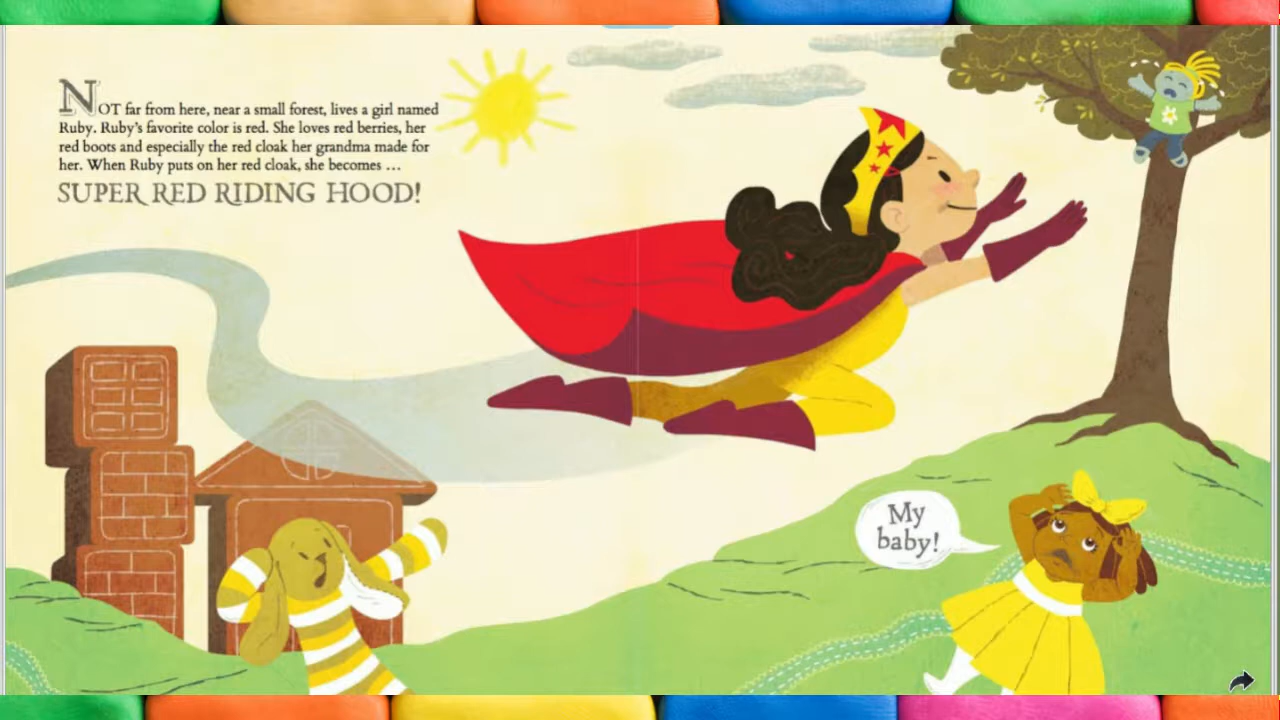 NOT far from here, near a small forest, lives a girl named
Ruby. Ruby's favorite color is red. She loves red berries, her
red boots and especially the red cloak her grandma made for
her. When Ruby puts on her red cloak, she becomes ...
SUPER RED RIDING HOOD!
My
baby!